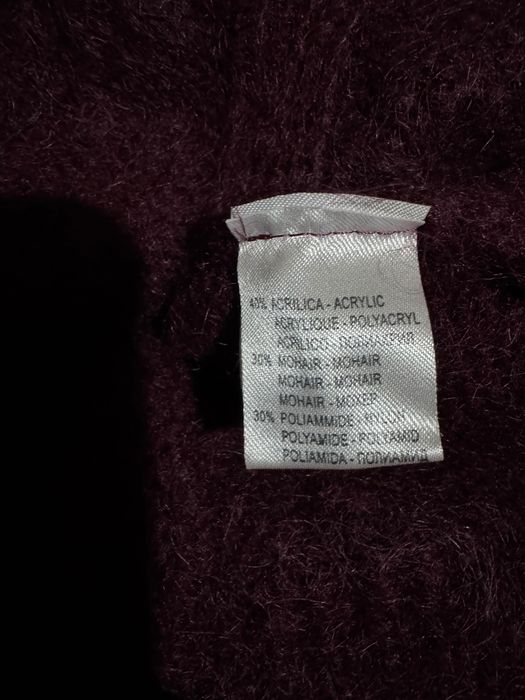 40% ACRILICA - ACRYLIC
ACRYLIQUE - POLYACRYL
ACRILICO - ПОЛИАКРИЛ
30% MOHAIR - MOHAIR
MOHAIR - MOHAIR
MOHAIR - МОХЕР
30% POLIAMMIDE - NYLON
POLYAMIDE - POLYAMID
POLIAMIDA - ПОЛИАМИД